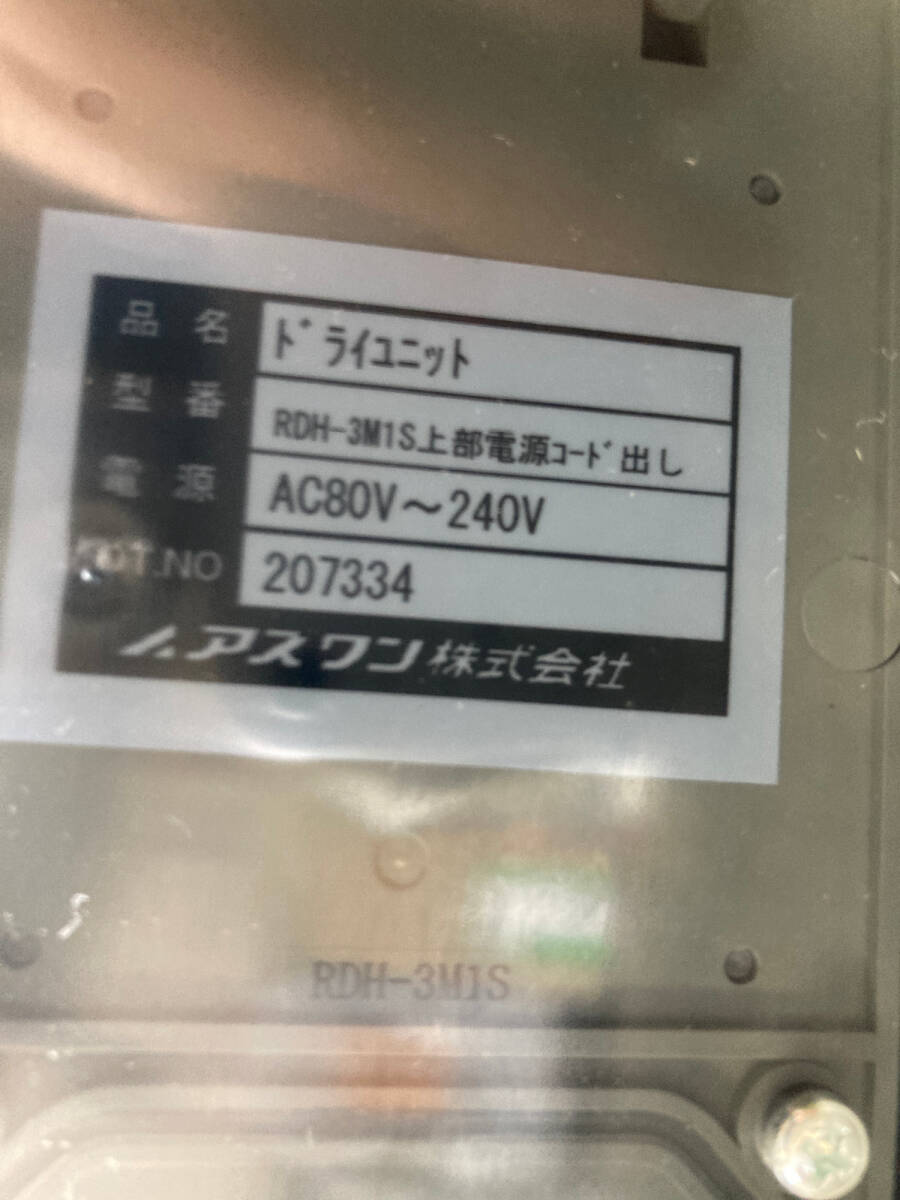 品名 ドライユニット
型番 RDH-3M1S上部電源コード出し
電源 AC80V～240V
LOT.NO 207334
アスワン株式会社
RDH-3M1S